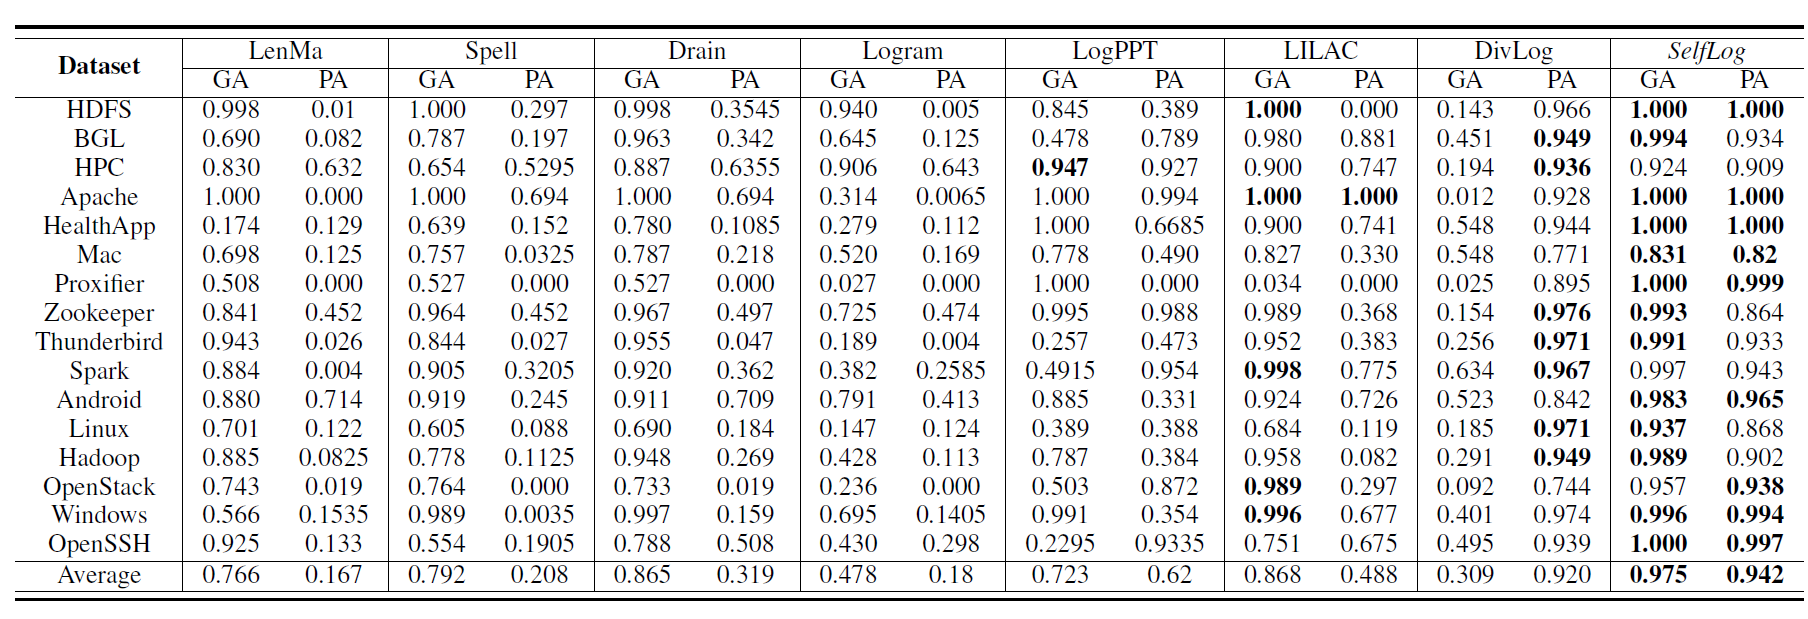 Dataset LenMa Spell Drain Logram LogPPT LILAC DivLog SelfLog
GA PA GA PA GA PA GA PA GA PA GA PA GA PA GA PA
HDFS 0.998 0.01 1.000 0.297 0.998 0.3545 0.940 0.005 0.845 0.389 1.000 0.000 0.143 0.966 1.000 1.000
BGL 0.690 0.082 0.787 0.197 0.963 0.342 0.645 0.125 0.478 0.789 0.980 0.881 0.451 0.949 0.994 0.934
HPC 0.830 0.632 0.654 0.5295 0.887 0.6355 0.906 0.643 0.947 0.927 0.900 0.747 0.194 0.936 0.924 0.909
Apache 1.000 0.000 1.000 0.694 1.000 0.694 0.314 0.0065 1.000 0.994 1.000 1.000 0.012 0.928 1.000 1.000
HealthApp 0.174 0.129 0.639 0.152 0.780 0.1085 0.279 0.112 1.000 0.6685 0.900 0.741 0.548 0.944 1.000 1.000
Mac 0.698 0.125 0.757 0.0325 0.787 0.218 0.520 0.169 0.778 0.490 0.827 0.330 0.548 0.771 0.831 0.82
Proxifier 0.508 0.000 0.527 0.000 0.527 0.000 0.027 0.000 1.000 0.000 0.034 0.000 0.025 0.895 1.000 0.999
Zookeeper 0.841 0.452 0.964 0.452 0.967 0.497 0.725 0.474 0.995 0.988 0.989 0.368 0.154 0.976 0.993 0.864
Thunderbird 0.943 0.026 0.844 0.027 0.955 0.047 0.189 0.004 0.257 0.473 0.952 0.383 0.256 0.971 0.991 0.933
Spark 0.884 0.004 0.905 0.3205 0.920 0.362 0.382 0.2585 0.4915 0.954 0.998 0.775 0.634 0.967 0.997 0.943
Android 0.880 0.714 0.919 0.245 0.911 0.709 0.791 0.413 0.885 0.331 0.924 0.726 0.523 0.842 0.983 0.965
Linux 0.701 0.122 0.605 0.088 0.690 0.184 0.147 0.124 0.389 0.388 0.684 0.119 0.185 0.971 0.937 0.868
Hadoop 0.885 0.0825 0.778 0.1125 0.948 0.269 0.428 0.113 0.787 0.384 0.958 0.082 0.291 0.949 0.989 0.902
OpenStack 0.743 0.019 0.764 0.000 0.733 0.019 0.236 0.000 0.503 0.872 0.989 0.297 0.092 0.744 0.957 0.938
Windows 0.566 0.1535 0.989 0.0035 0.997 0.159 0.695 0.1405 0.991 0.354 0.996 0.677 0.401 0.974 0.996 0.994
OpenSSH 0.925 0.133 0.554 0.1905 0.788 0.508 0.430 0.298 0.2295 0.9335 0.751 0.675 0.495 0.939 1.000 0.997
Average 0.766 0.167 0.792 0.208 0.865 0.319 0.478 0.18 0.723 0.62 0.868 0.488 0.309 0.920 0.975 0.942